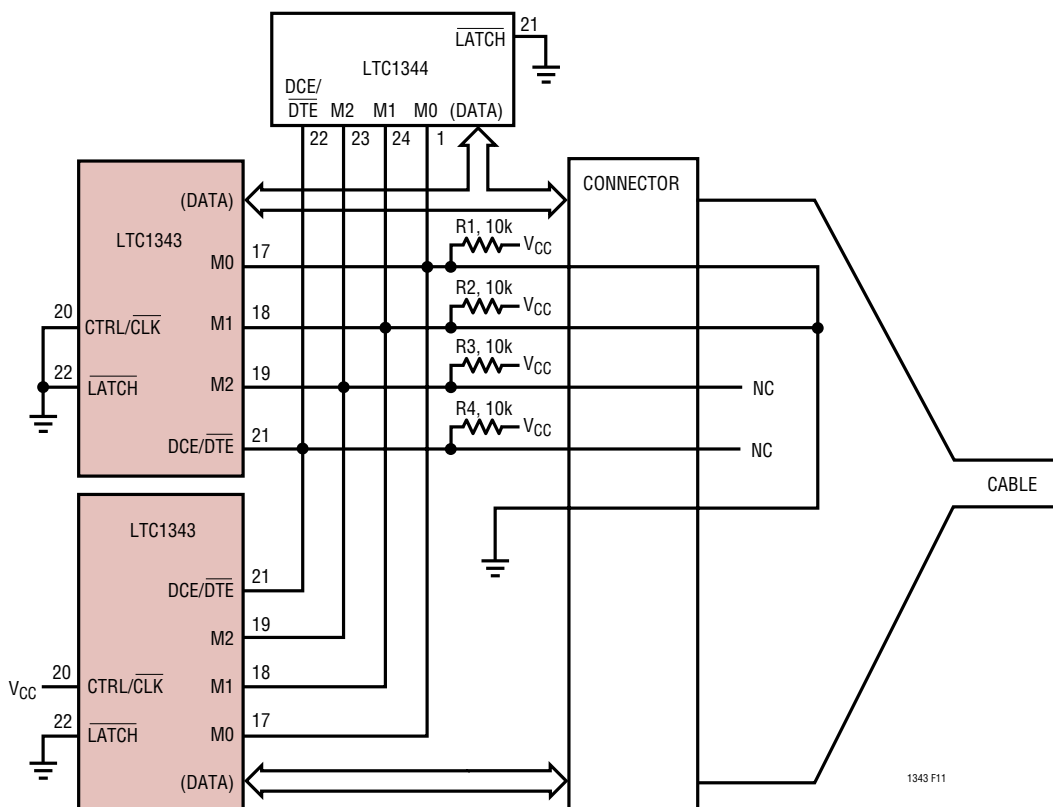 21
LATCH
LTC1344
DCE/
DTE M2 M1 M0 (DATA)
22 23 24 1
CONNECTOR
(DATA)
LTC1343
R1, 10k
VCC
M0 17
R2, 10k
VCC
20 CTRL/CLK
M1 18
R3, 10k
VCC
22 LATCH
M2 19
NC
R4, 10k
VCC
DCE/DTE 21
NC
CABLE
LTC1343
DCE/DTE 21
M2 19
VCC 20 CTRL/CLK
M1 18
22 LATCH
M0 17
(DATA)
1343 F11